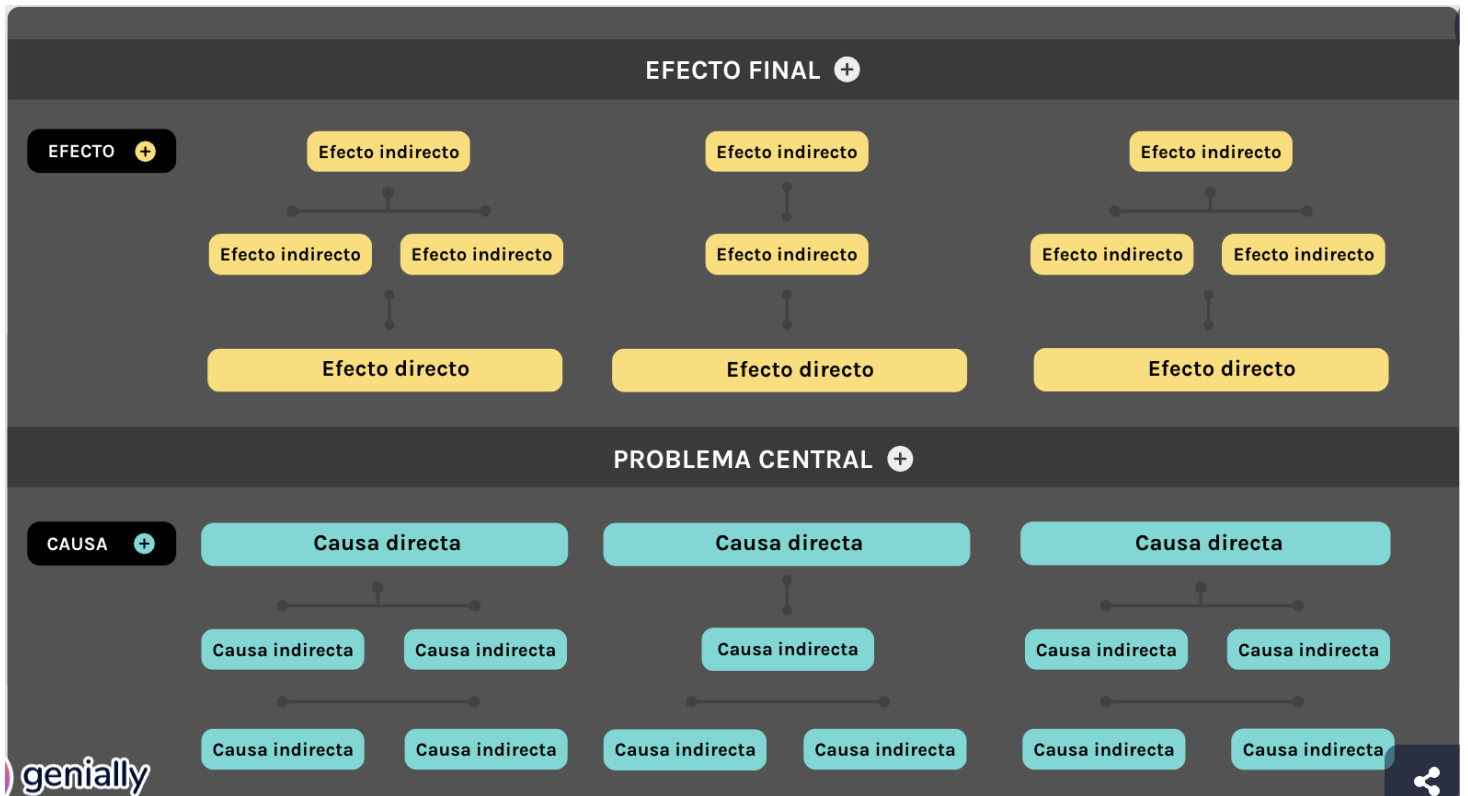 EFECTO FINAL
EFECTO
Efecto indirecto
Efecto indirecto
Efecto indirecto
Efecto indirecto
Efecto indirecto
Efecto indirecto
Efecto indirecto
Efecto indirecto
Efecto directo
Efecto directo
Efecto directo
PROBLEMA CENTRAL
CAUSA
Causa directa
Causa directa
Causa directa
Causa indirecta
Causa indirecta
Causa indirecta
Causa indirecta
Causa indirecta
Causa indirecta
Causa indirecta
Causa indirecta
Causa indirecta
Causa indirecta
Causa indirecta
genially